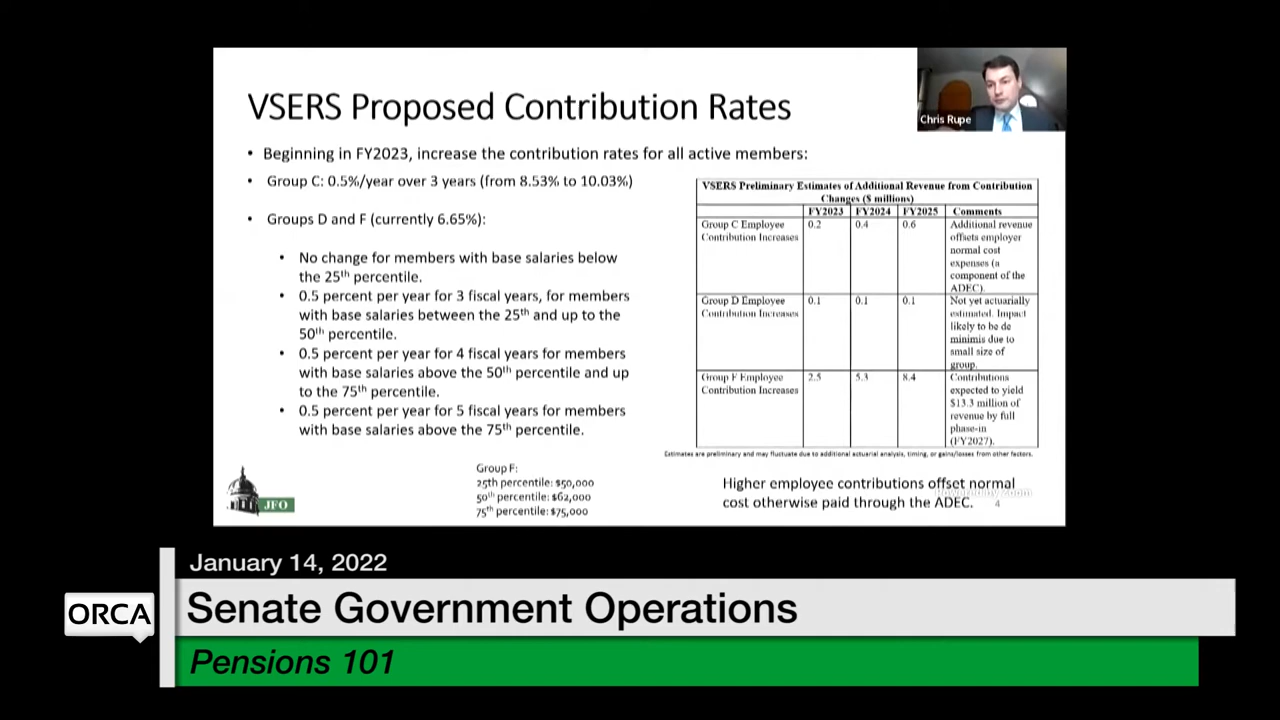 VSERS Proposed Contribution Rates
Chris Rupe
• Beginning in FY2023, increase the contribution rates for all active members:
• Group C: 0.5%/year over 3 years (from 8.53% to 10.03%)
• Groups D and F (currently 6.65%):
• No change for members with base salaries below
the 25th percentile.
• 0.5 percent per year for 3 fiscal years, for members
with base salaries between the 25th and up to the
50th percentile.
• 0.5 percent per year for 4 fiscal years for members
with base salaries above the 50th percentile and up
to the 75th percentile.
• 0.5 percent per year for 5 fiscal years for members
with base salaries above the 75th percentile.
Group F:
25th percentile: $50,000
50th percentile: $62,000
75th percentile: $75,000
JFO
VSERS Preliminary Estimates of Additional Revenue from Contribution
Changes ($ millions)
FY2023 FY2024 FY2025 Comments
Group C Employee 0.2 0.4 0.6 Additional revenue
Contribution Increases offsets employer
normal cost
expenses (a
component of the
ADEC).
Group D Employee 0.1 0.1 0.1 Not yet actuarially
Contribution Increases estimated. Impact
likely to be de
minimis due to
small size of
group.
Group F Employee 2.5 5.3 8.4 Contributions
Contribution Increases expected to yield
$13.3 million of
revenue by full
phase-in
(FY2027).
Estimates are preliminary and may fluctuate due to additional actuarial analysis, timing, or gains/losses from other factors.
Higher employee contributions offset normal
cost otherwise paid through the ADEC.
Powered by Zoom
4
January 14, 2022
ORCA
Senate Government Operations
Pensions 101